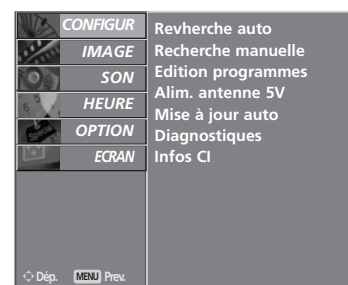 CONFIGUR
IMAGE
SON
HEURE
OPTION
ECRAN
Revherche auto
Recherche manuelle
Edition programmes
Alim. antenne 5V
Mise à jour auto
Diagnostiques
Infos CI
Dép. MENU Prev.